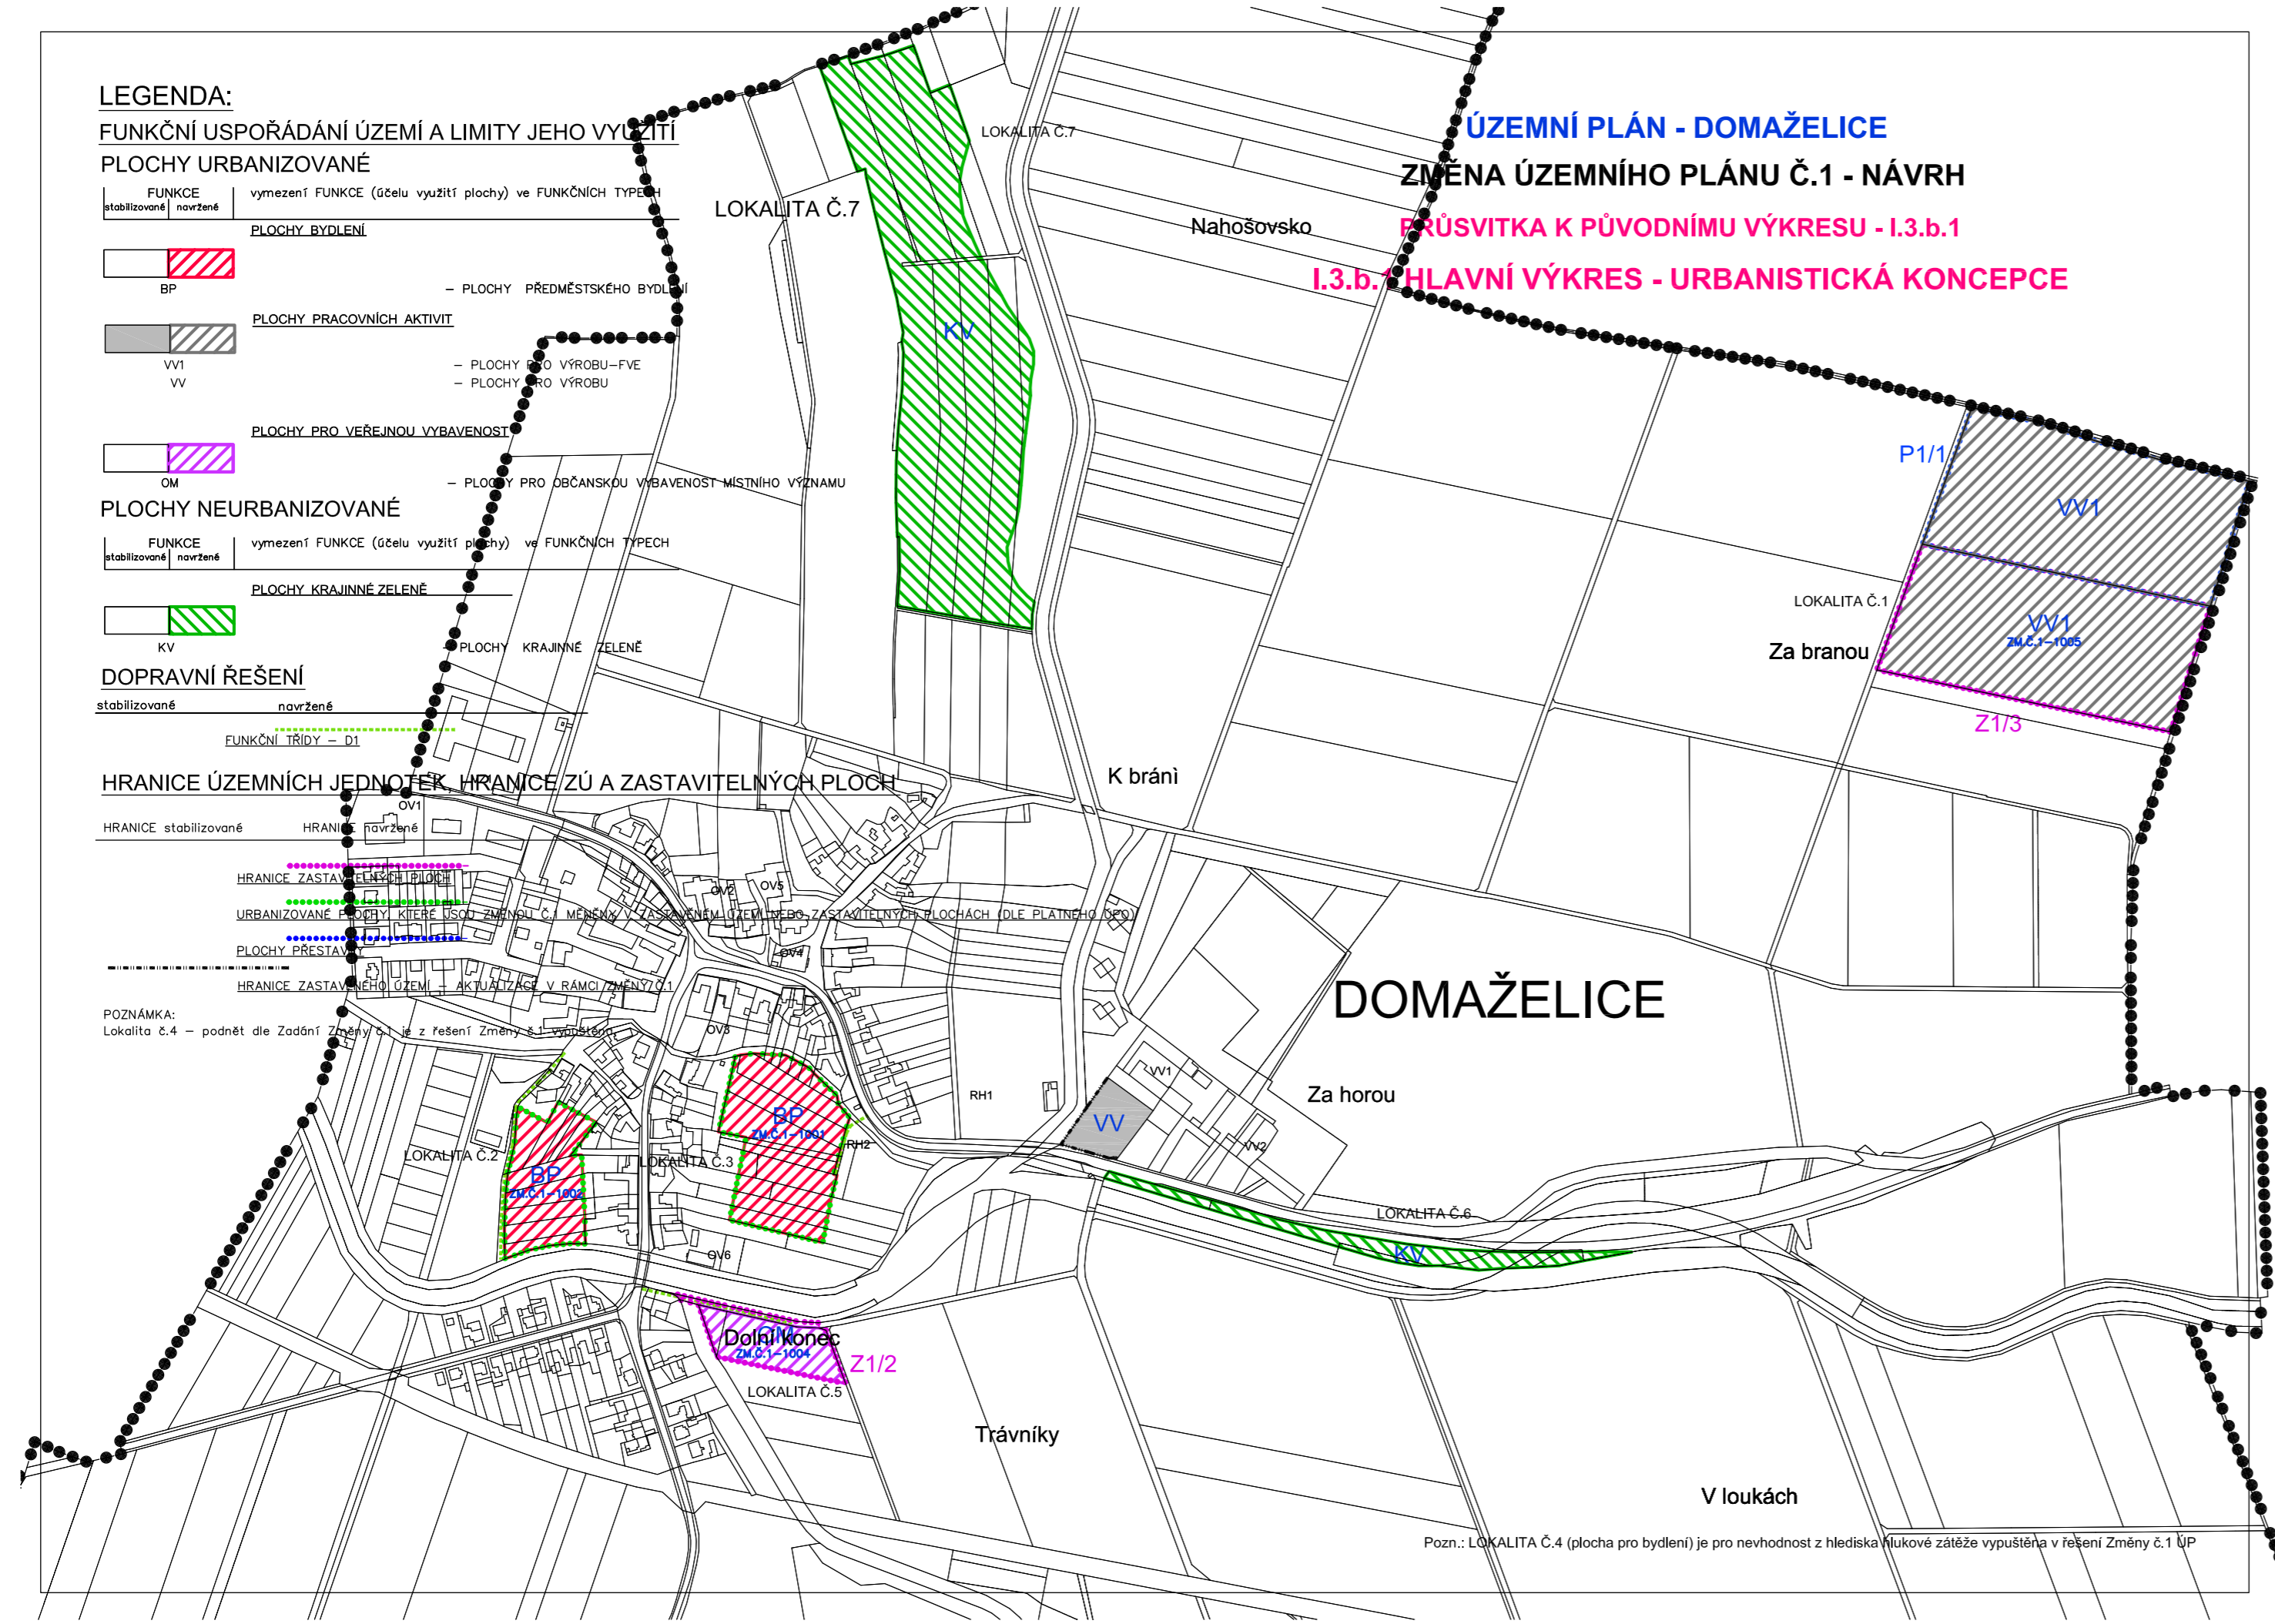 LEGENDA:
FUNKČNÍ USPOŘÁDÁNÍ ÚZEMÍ A LIMITY JEHO VYUŽITÍ
PLOCHY URBANIZOVANÉ
FUNKCE
stabilizované navržené
vymezení FUNKCE (účelu využití plochy) ve FUNKČNÍCH TYPECH
PLOCHY BYDLENÍ
BP
– PLOCHY PŘEDMĚSTSKÉHO BYDLENÍ
PLOCHY PRACOVNÍCH AKTIVIT
VV1
– PLOCHY PRO VÝROBU–FVE
VV
– PLOCHY PRO VÝROBU
PLOCHY PRO VEŘEJNOU VYBAVENOST
OM
– PLOCHY PRO OBČANSKOU VYBAVENOST MÍSTNÍHO VÝZNAMU
PLOCHY NEURBANIZOVANÉ
FUNKCE
stabilizované navržené
vymezení FUNKCE (účelu využití plochy) ve FUNKČNÍCH TYPECH
PLOCHY KRAJINNÉ ZELENĚ
KV
– PLOCHY KRAJINNÉ ZELENĚ
DOPRAVNÍ ŘEŠENÍ
stabilizované navržené
FUNKČNÍ TŘÍDY – D1
HRANICE ÚZEMNÍCH JEDNOTEK, HRANICE ZÚ A ZASTAVITELNÝCH PLOCH
HRANICE stabilizované HRANICE navržené
HRANICE ZASTAVITELNÝCH PLOCH
URBANIZOVANÉ PLOCHY, KTERÉ JSOU ZMĚNOU Č.1 MĚNĚNY V ZASTAVĚNÉM ÚZEMÍ NEBO ZASTAVITELNÝCH PLOCHÁCH (DLE PLATNÉHO ÚPO)
PLOCHY PŘESTAVBY
HRANICE ZASTAVĚNÉHO ÚZEMÍ – AKTUALIZACE V RÁMCI ZMĚNY Č.1
POZNÁMKA:
Lokalita č.4 – podnět dle Zadání Změny č.1 je z řešení Změny č.1 vypuštěna.
ÚZEMNÍ PLÁN - DOMAŽELICE
ZMĚNA ÚZEMNÍHO PLÁNU Č.1 - NÁVRH
PRŮSVITKA K PŮVODNÍMU VÝKRESU - I.3.b.1
I.3.b.1 HLAVNÍ VÝKRES - URBANISTICKÁ KONCEPCE
LOKALITA Č.7
LOKALITA Č.7
Nahošovsko
KV
P1/1
VV1
LOKALITA Č.1
VV1
ZM.Č.1–1005
Za branou
Z1/3
K bránì
OV1
OV2
OV5
OV4
OV3
DOMAŽELICE
RH1
VV1
Za horou
VV
VV2
BP
ZM.Č.1–1001
RH2
LOKALITA Č.2
LOKALITA Č.3
BP
ZM.Č.1–1002
OV6
LOKALITA Č.6
KV
OM
Dolní konec
ZM.Č.1–1004
Z1/2
LOKALITA Č.5
Trávníky
V loukách
Pozn.: LOKALITA Č.4 (plocha pro bydlení) je pro nevhodnost z hlediska hlukové zátěže vypuštěna v řešení Změny č.1 ÚP